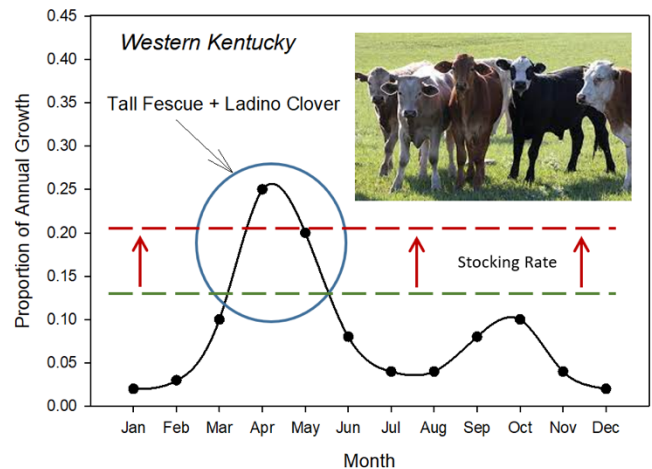 Western Kentucky
Tall Fescue + Ladino Clover
Proportion of Annual Growth
0.45
0.40
0.35
0.30
0.25
0.20
0.15
0.10
0.05
0.00
Stocking Rate
Jan Feb Mar Apr May Jun Jul Aug Sep Oct Nov Dec
Month